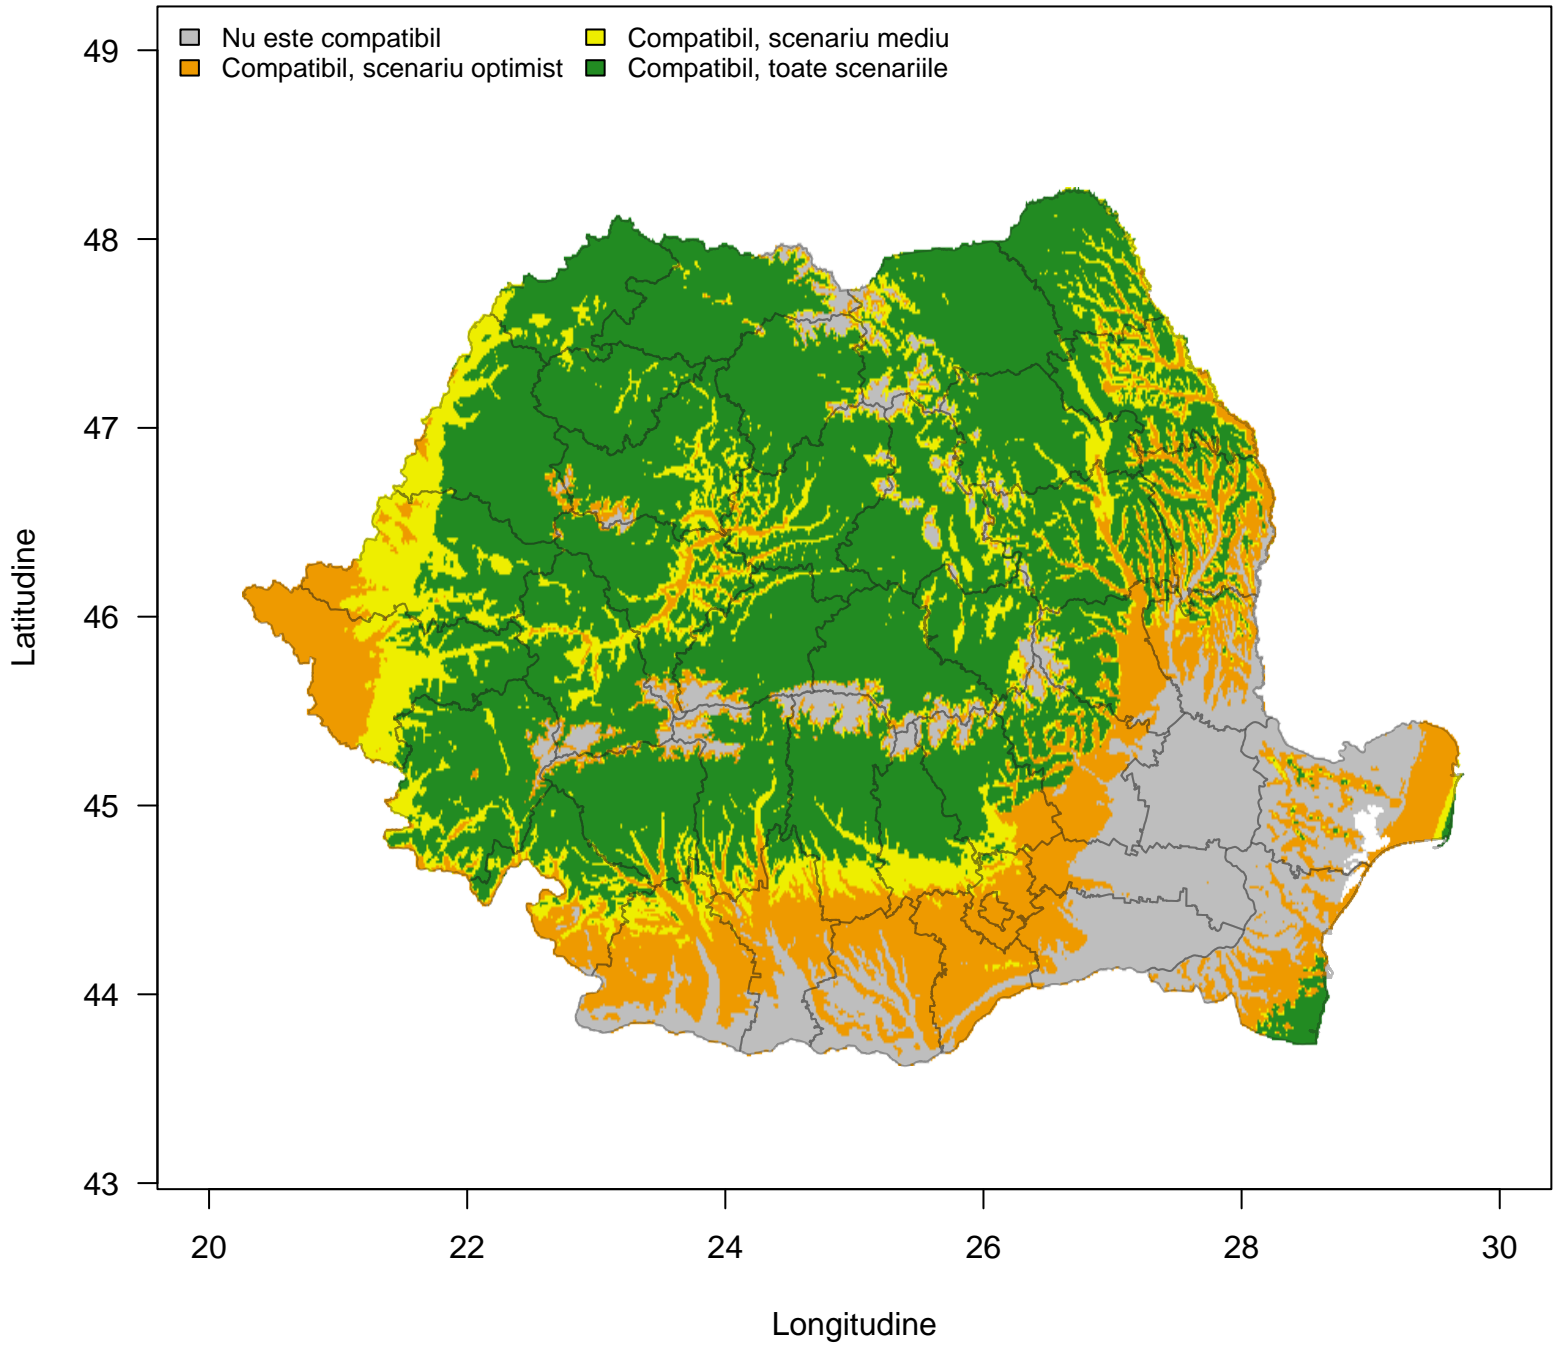 Nu este compatibil
Compatibil, scenariu optimist
Compatibil, scenariu mediu
Compatibil, toate scenariile
49
48
47
46
45
44
43
Latitudine
20 22 24 26 28 30
Longitudine